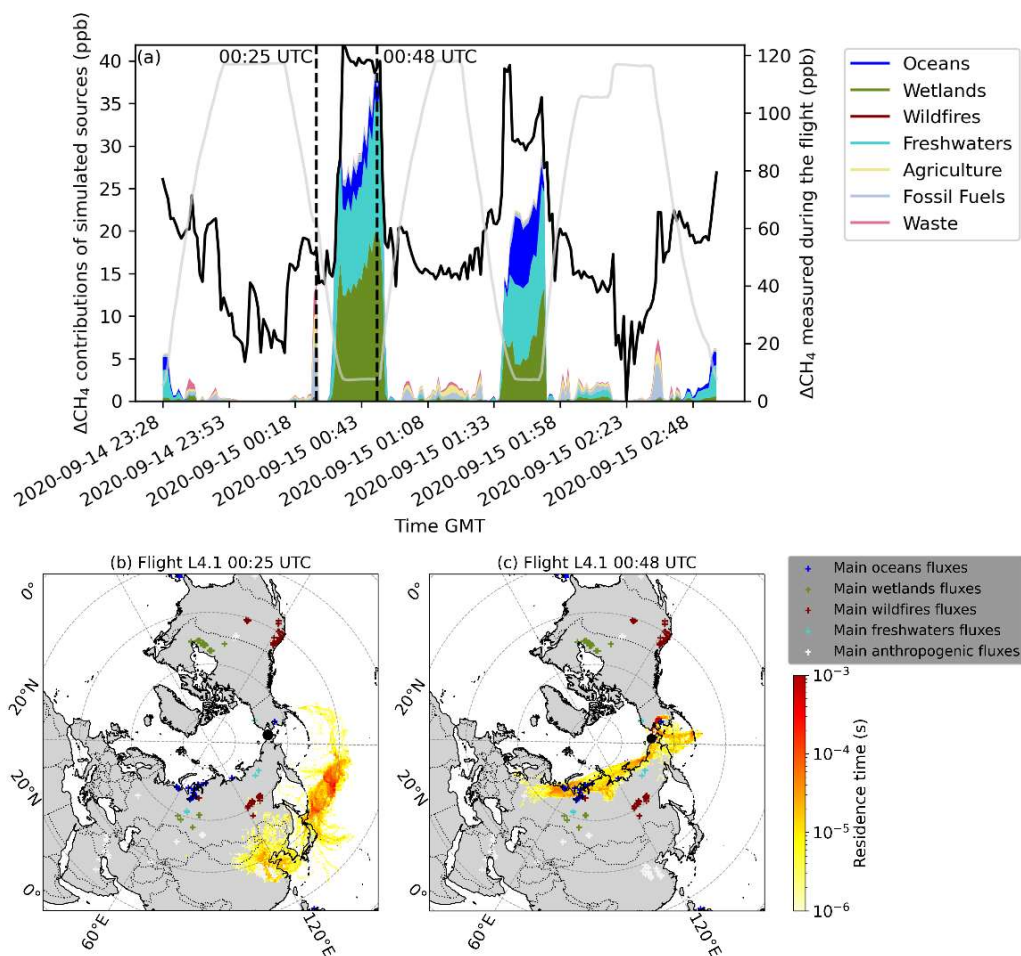 (a)
00:25 UTC
00:48 UTC
ΔCH₄ contributions of simulated sources (ppb)
40
35
30
25
20
15
10
5
0
ΔCH₄ measured during the flight (ppb)
120
100
80
60
40
20
0
2020-09-14 23:28
2020-09-14 23:53
2020-09-15 00:18
2020-09-15 00:43
2020-09-15 01:08
2020-09-15 01:33
2020-09-15 01:58
2020-09-15 02:23
2020-09-15 02:48
Time GMT
Oceans
Wetlands
Wildfires
Freshwaters
Agriculture
Fossil Fuels
Waste
(b) Flight L4.1 00:25 UTC
0°
20°N
20°N
0°
60°E
120°E
(c) Flight L4.1 00:48 UTC
0°
20°N
20°N
0°
60°E
120°E
Main oceans fluxes
Main wetlands fluxes
Main wildfires fluxes
Main freshwaters fluxes
Main anthropogenic fluxes
10⁻³
10⁻⁴
10⁻⁵
10⁻⁶
Residence time (s)